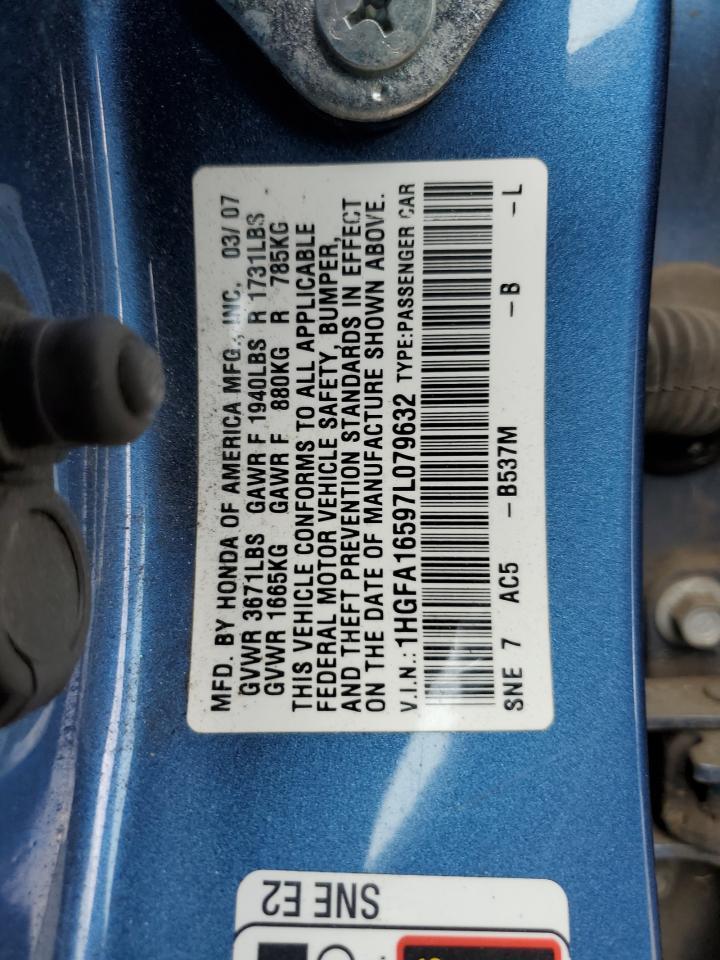 MFD. BY HONDA OF AMERICA MFG., INC. 03/07
GVWR 3671LBS GAWR F 1940LBS R 1731LBS
GVWR 1665KG GAWR F 880KG R 785KG
THIS VEHICLE CONFORMS TO ALL APPLICABLE
FEDERAL MOTOR VEHICLE SAFETY, BUMPER,
AND THEFT PREVENTION STANDARDS IN EFFECT
ON THE DATE OF MANUFACTURE SHOWN ABOVE.
V.I.N.:1HGFA16597L079632 TYPE:PASSENGER CAR
SNE 7 AC5 -B537M -B -L
SNE E2